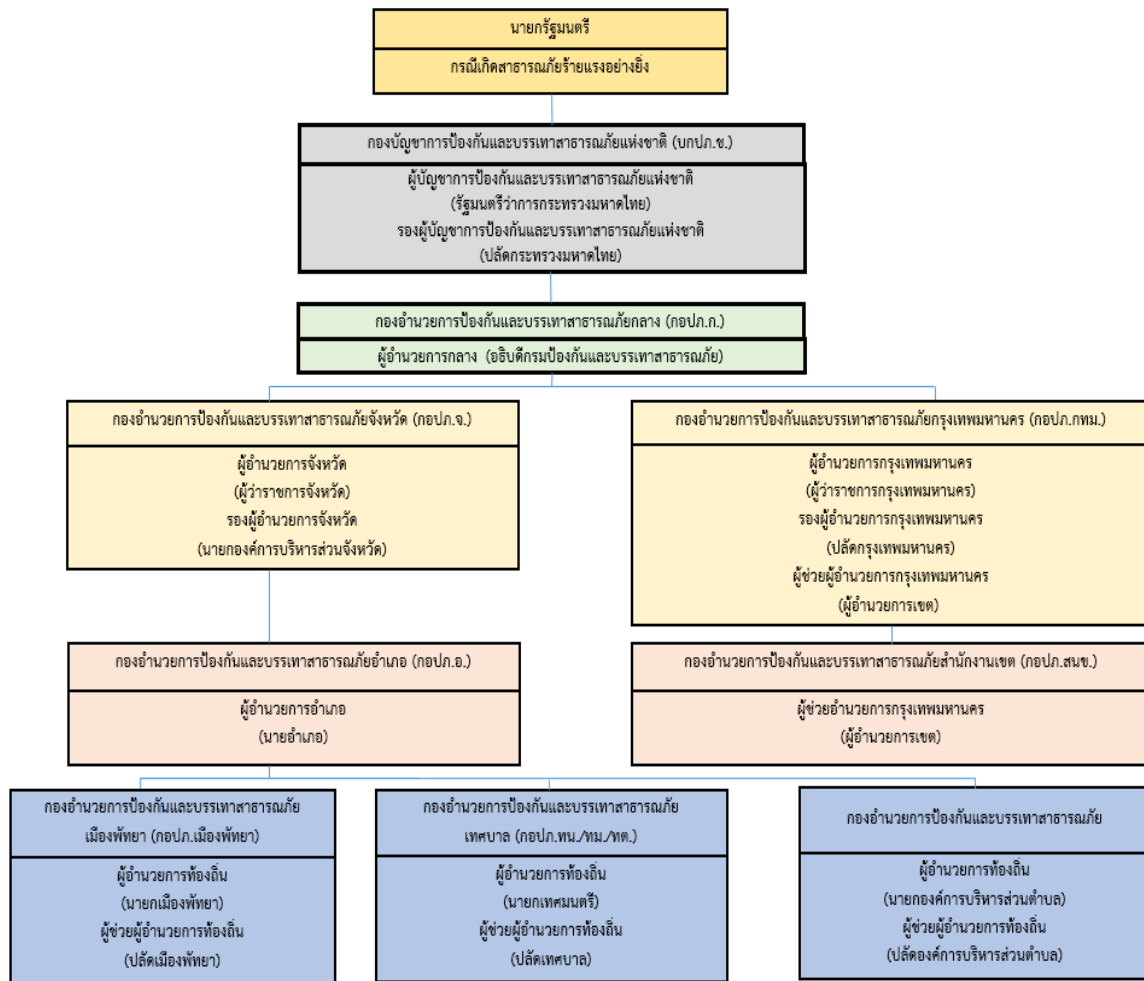 นายกรัฐมนตรี
กรณีเกิดสาธารณภัยร้ายแรงอย่างยิ่ง
กองบัญชาการป้องกันและบรรเทาสาธารณภัยแห่งชาติ (บกปภ.ช.)
ผู้บัญชาการป้องกันและบรรเทาสาธารณภัยแห่งชาติ
(รัฐมนตรีว่าการกระทรวงมหาดไทย)
รองผู้บัญชาการป้องกันและบรรเทาสาธารณภัยแห่งชาติ
(ปลัดกระทรวงมหาดไทย)
กองอำนวยการป้องกันและบรรเทาสาธารณภัยกลาง (กอปภ.ก.)
ผู้อำนวยการกลาง (อธิบดีกรมป้องกันและบรรเทาสาธารณภัย)
กองอำนวยการป้องกันและบรรเทาสาธารณภัยจังหวัด (กอปภ.จ.)
ผู้อำนวยการจังหวัด
(ผู้ว่าราชการจังหวัด)
รองผู้อำนวยการจังหวัด
(นายกองค์การบริหารส่วนจังหวัด)
กองอำนวยการป้องกันและบรรเทาสาธารณภัยกรุงเทพมหานคร (กอปภ.กทม.)
ผู้อำนวยการกรุงเทพมหานคร
(ผู้ว่าราชการกรุงเทพมหานคร)
รองผู้อำนวยการกรุงเทพมหานคร
(ปลัดกรุงเทพมหานคร)
ผู้ช่วยผู้อำนวยการกรุงเทพมหานคร
(ผู้อำนวยการเขต)
กองอำนวยการป้องกันและบรรเทาสาธารณภัยอำเภอ (กอปภ.อ.)
ผู้อำนวยการอำเภอ
(นายอำเภอ)
กองอำนวยการป้องกันและบรรเทาสาธารณภัยสำนักงานเขต (กอปภ.สนข.)
ผู้ช่วยอำนวยการกรุงเทพมหานคร
(ผู้อำนวยการเขต)
กองอำนวยการป้องกันและบรรเทาสาธารณภัย
เมืองพัทยา (กอปภ.เมืองพัทยา)
ผู้อำนวยการท้องถิ่น
(นายกเมืองพัทยา)
ผู้ช่วยผู้อำนวยการท้องถิ่น
(ปลัดเมืองพัทยา)
กองอำนวยการป้องกันและบรรเทาสาธารณภัย
เทศบาล (กอปภ.ทน./ทม./ทต.)
ผู้อำนวยการท้องถิ่น
(นายกเทศมนตรี)
ผู้ช่วยผู้อำนวยการท้องถิ่น
(ปลัดเทศบาล)
กองอำนวยการป้องกันและบรรเทาสาธารณภัย
ผู้อำนวยการท้องถิ่น
(นายกองค์การบริหารส่วนตำบล)
ผู้ช่วยผู้อำนวยการท้องถิ่น
(ปลัดองค์การบริหารส่วนตำบล)